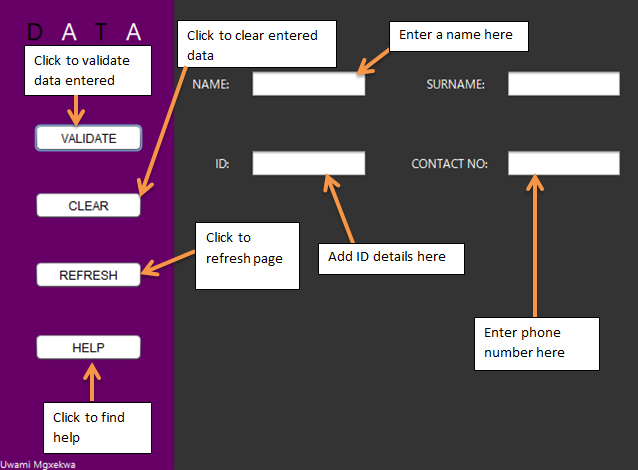 D A T A
Click to validate
data entered
VALIDATE
CLEAR
REFRESH
HELP
Click to find
help
Uwami Mgxekwa
Click to clear entered
data
Enter a name here
NAME:
SURNAME:
ID:
CONTACT NO:
Click to
refresh page
Add ID details here
Enter phone
number here